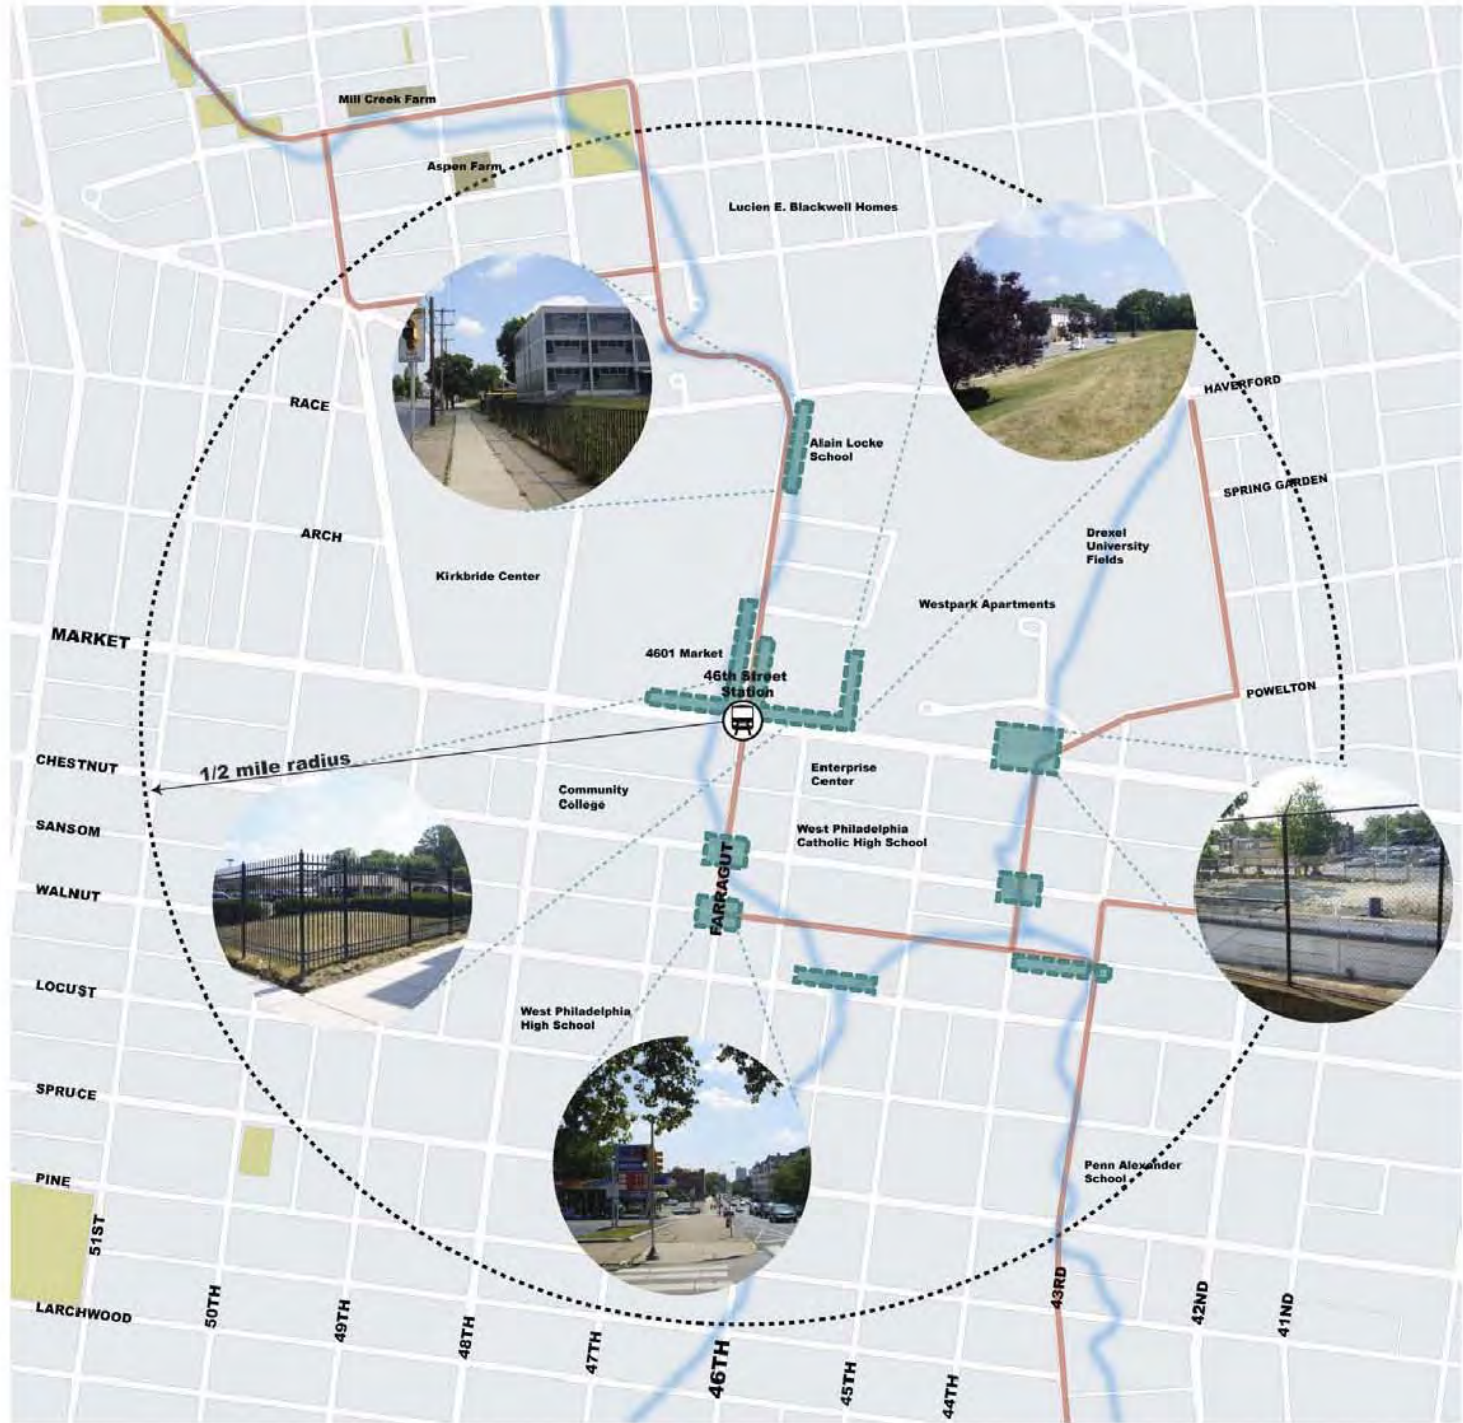 Mill Creek Farm
Aspen Farm
Lucien E. Blackwell Homes
HAVERFORD
RACE
Allain Locke
School
SPRING GARDEN
ARCH
Drexel
University
Fields
Kirkbride Center
Westpark Apartments
MARKET
4601 Market
46th Street
Station
POWELTON
CHESTNUT
1/2 mile radius
Enterprise
Center
Community
College
SANSOM
West Philadelphia
Catholic High School
WALNUT
FARRAGUT
LOCUST
West Philadelphia
High School
SPRUCE
Penn Alexander
School
PINE
51ST
LARCHWOOD
50TH
49TH
48TH
47TH
46TH
45TH
44TH
43RD
42ND
41ND